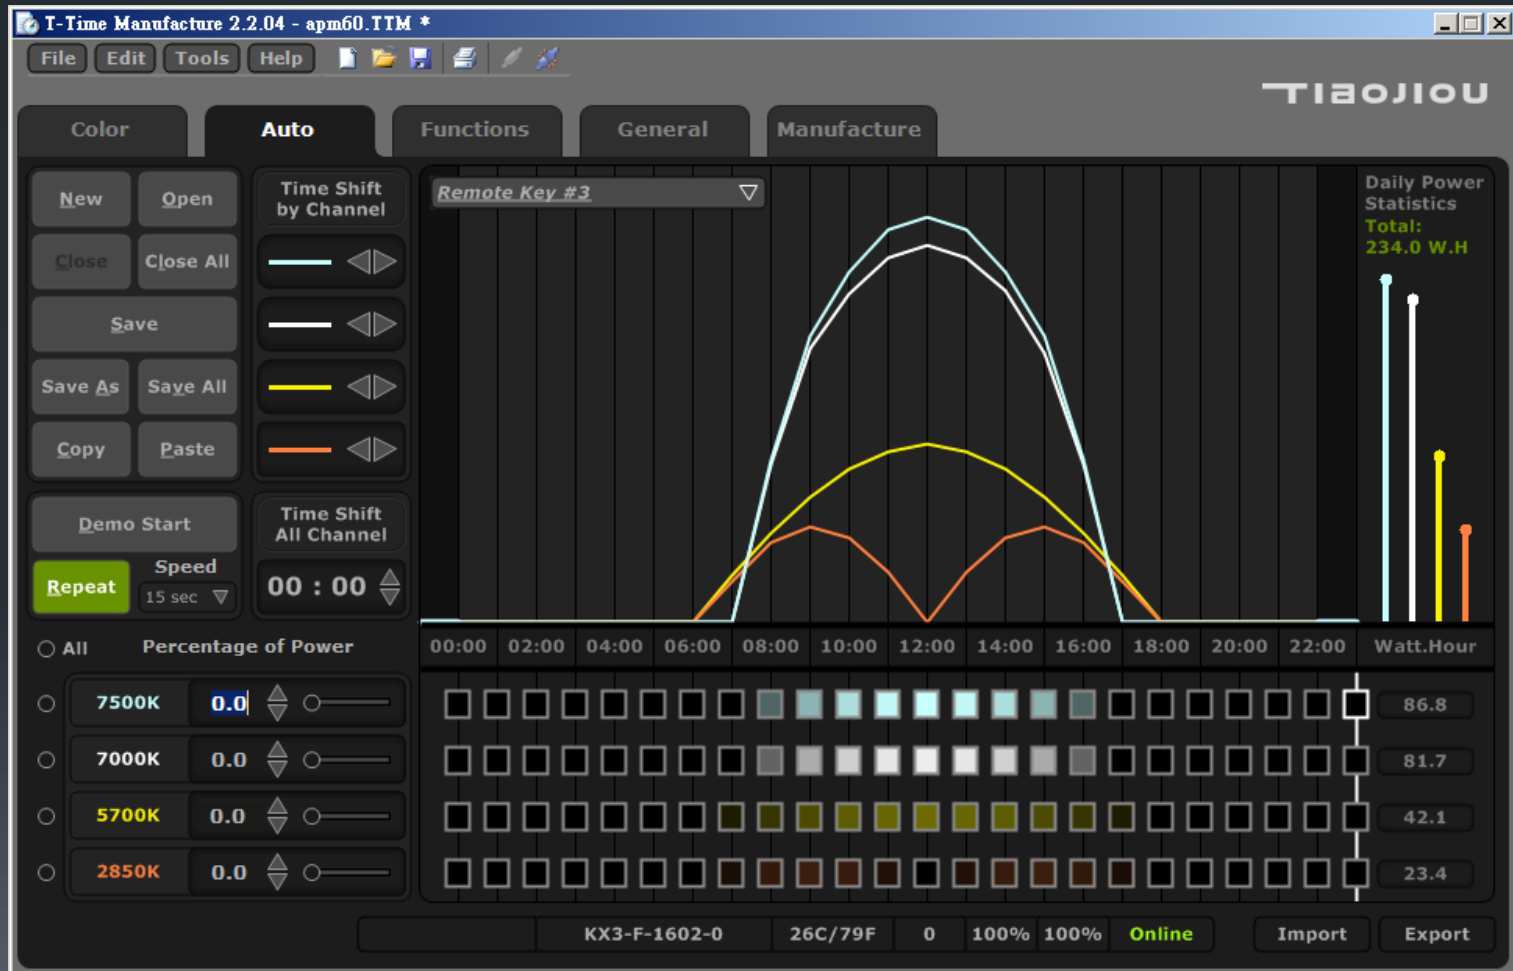 T-Time Manufacture 2.2.04 - apm60.TTM *
File Edit Tools Help
TIAOJIOU
Color Auto Functions General Manufacture
New Open
Close Close All
Save
Save As Save All
Copy Paste
Time Shift
by Channel
Remote Key #3
Daily Power
Statistics
Total:
234.0 W.H
Demo Start
Repeat
Speed
15 sec
Time Shift
All Channel
00 : 00
All Percentage of Power
00:00 02:00 04:00 06:00 08:00 10:00 12:00 14:00 16:00 18:00 20:00 22:00 Watt.Hour
7500K 0.0 86.8
7000K 0.0 81.7
5700K 0.0 42.1
2850K 0.0 23.4
KX3-F-1602-0 26C/79F 0 100% 100% Online Import Export